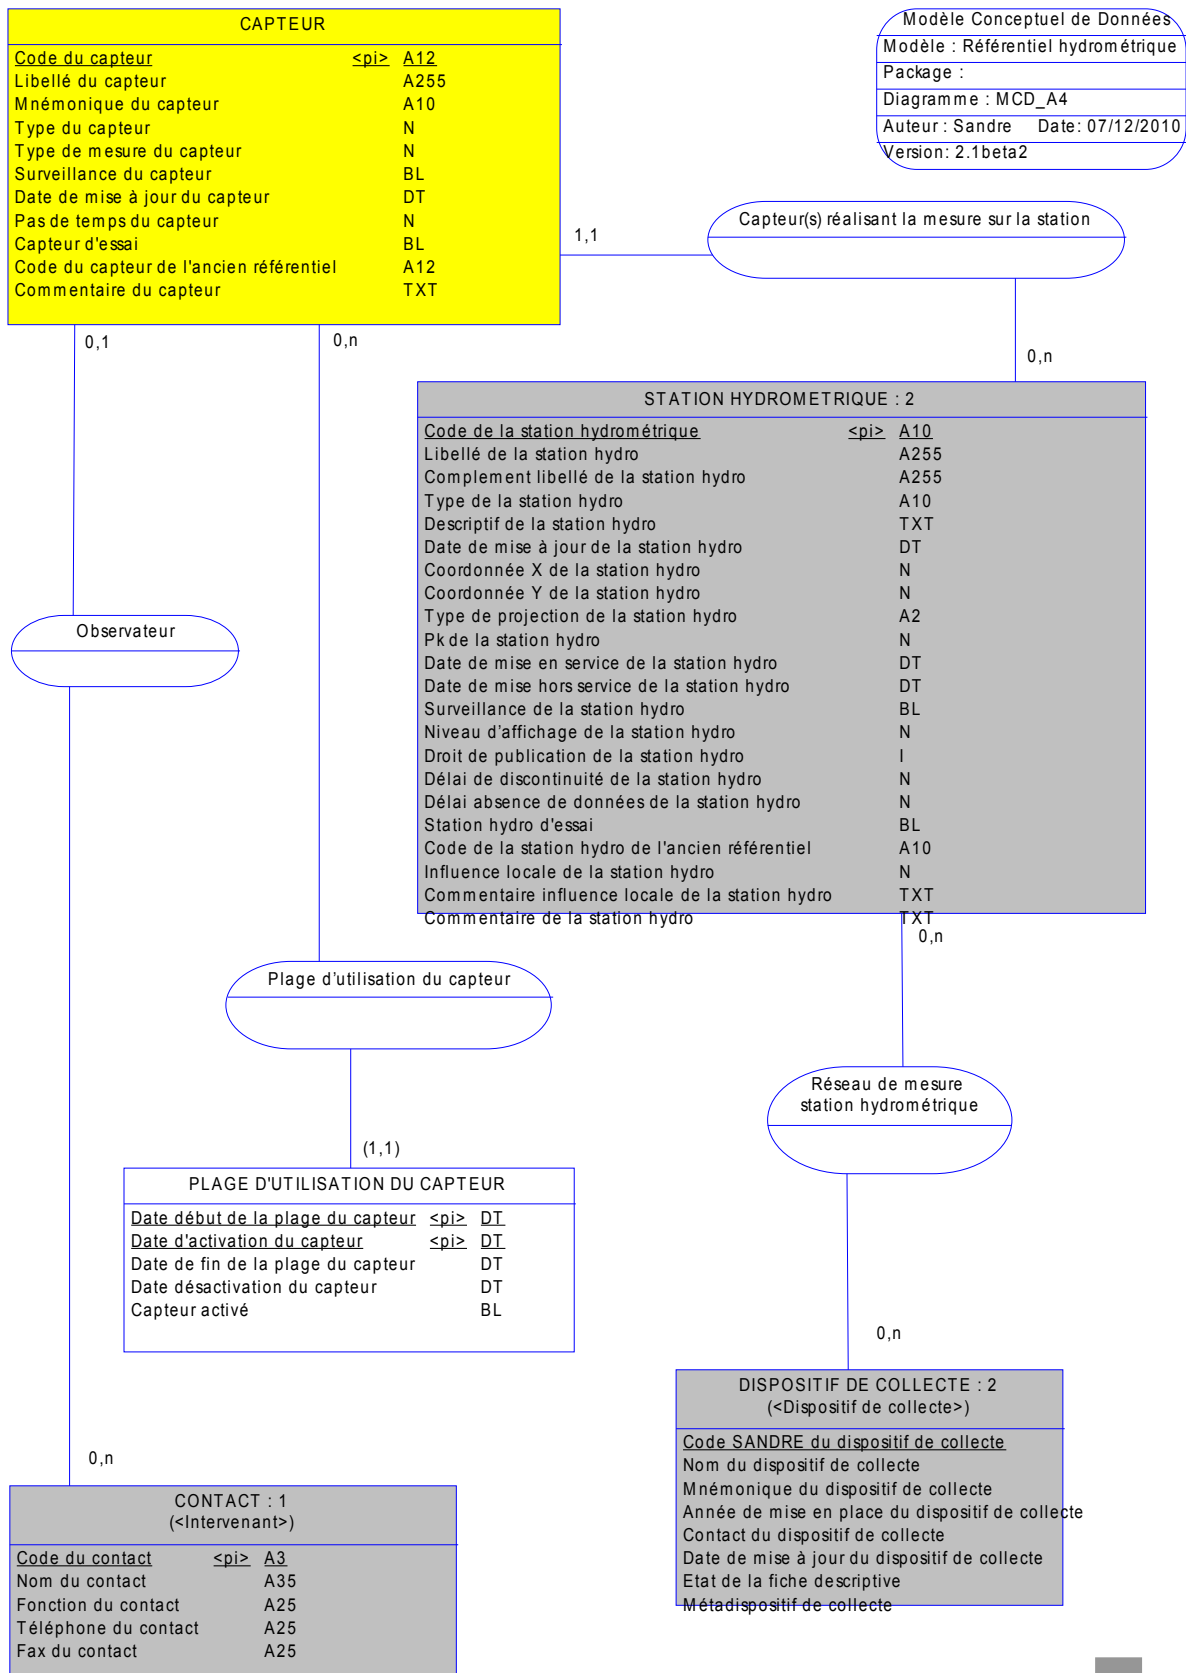 CAPTEUR
Code du capteur <pi> A12
Libellé du capteur A255
Mnémonique du capteur A10
Type du capteur N
Type de mesure du capteur N
Surveillance du capteur BL
Date de mise à jour du capteur DT
Pas de temps du capteur N
Capteur d'essai BL
Code du capteur de l'ancien référentiel A12
Commentaire du capteur TXT
Modèle Conceptuel de Données
Modèle : Référentiel hydrométrique
Package :
Diagramme : MCD_A4
Auteur : Sandre Date: 07/12/2010
Version: 2.1beta2
1,1
Capteur(s) réalisant la mesure sur la station
0,1
0,n
0,n
STATION HYDROMETRIQUE : 2
Code de la station hydrométrique <pi> A10
Libellé de la station hydro A255
Complement libellé de la station hydro A255
Type de la station hydro A10
Descriptif de la station hydro TXT
Date de mise à jour de la station hydro DT
Coordonnée X de la station hydro N
Coordonnée Y de la station hydro N
Type de projection de la station hydro A2
Pk de la station hydro N
Date de mise en service de la station hydro DT
Date de mise hors service de la station hydro DT
Surveillance de la station hydro BL
Niveau d'affichage de la station hydro N
Droit de publication de la station hydro I
Délai de discontinuité de la station hydro N
Délai absence de données de la station hydro N
Station hydro d'essai BL
Code de la station hydro de l'ancien référentiel A10
Influence locale de la station hydro N
Commentaire influence locale de la station hydro TXT
Commentaire de la station hydro TXT
0,n
Observateur
Plage d'utilisation du capteur
Réseau de mesure
station hydrométrique
(1,1)
PLAGE D'UTILISATION DU CAPTEUR
Date début de la plage du capteur <pi> DT
Date d'activation du capteur <pi> DT
Date de fin de la plage du capteur DT
Date désactivation du capteur DT
Capteur activé BL
0,n
DISPOSITIF DE COLLECTE : 2
(<Dispositif de collecte>)
Code SANDRE du dispositif de collecte
Nom du dispositif de collecte
Mnémonique du dispositif de collecte
Année de mise en place du dispositif de collecte
Contact du dispositif de collecte
Date de mise à jour du dispositif de collecte
Etat de la fiche descriptive
Métadispositif de collecte
0,n
CONTACT : 1
(<Intervenant>)
Code du contact <pi> A3
Nom du contact A35
Fonction du contact A25
Téléphone du contact A25
Fax du contact A25